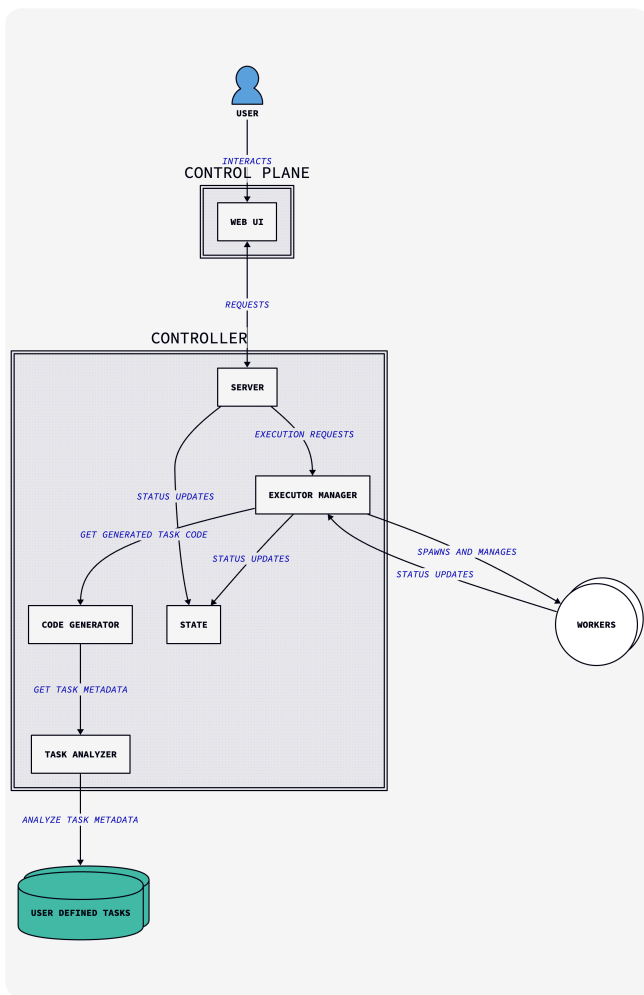 USER
INTERACTS
CONTROL PLANE
WEB UI
REQUESTS
CONTROLLER
SERVER
EXECUTION REQUESTS
EXECUTOR MANAGER
STATUS UPDATES
GET GENERATED TASK CODE
STATUS UPDATES
SPAWNS AND MANAGES
STATUS UPDATES
CODE GENERATOR
STATE
WORKERS
GET TASK METADATA
TASK ANALYZER
ANALYZE TASK METADATA
USER DEFINED TASKS